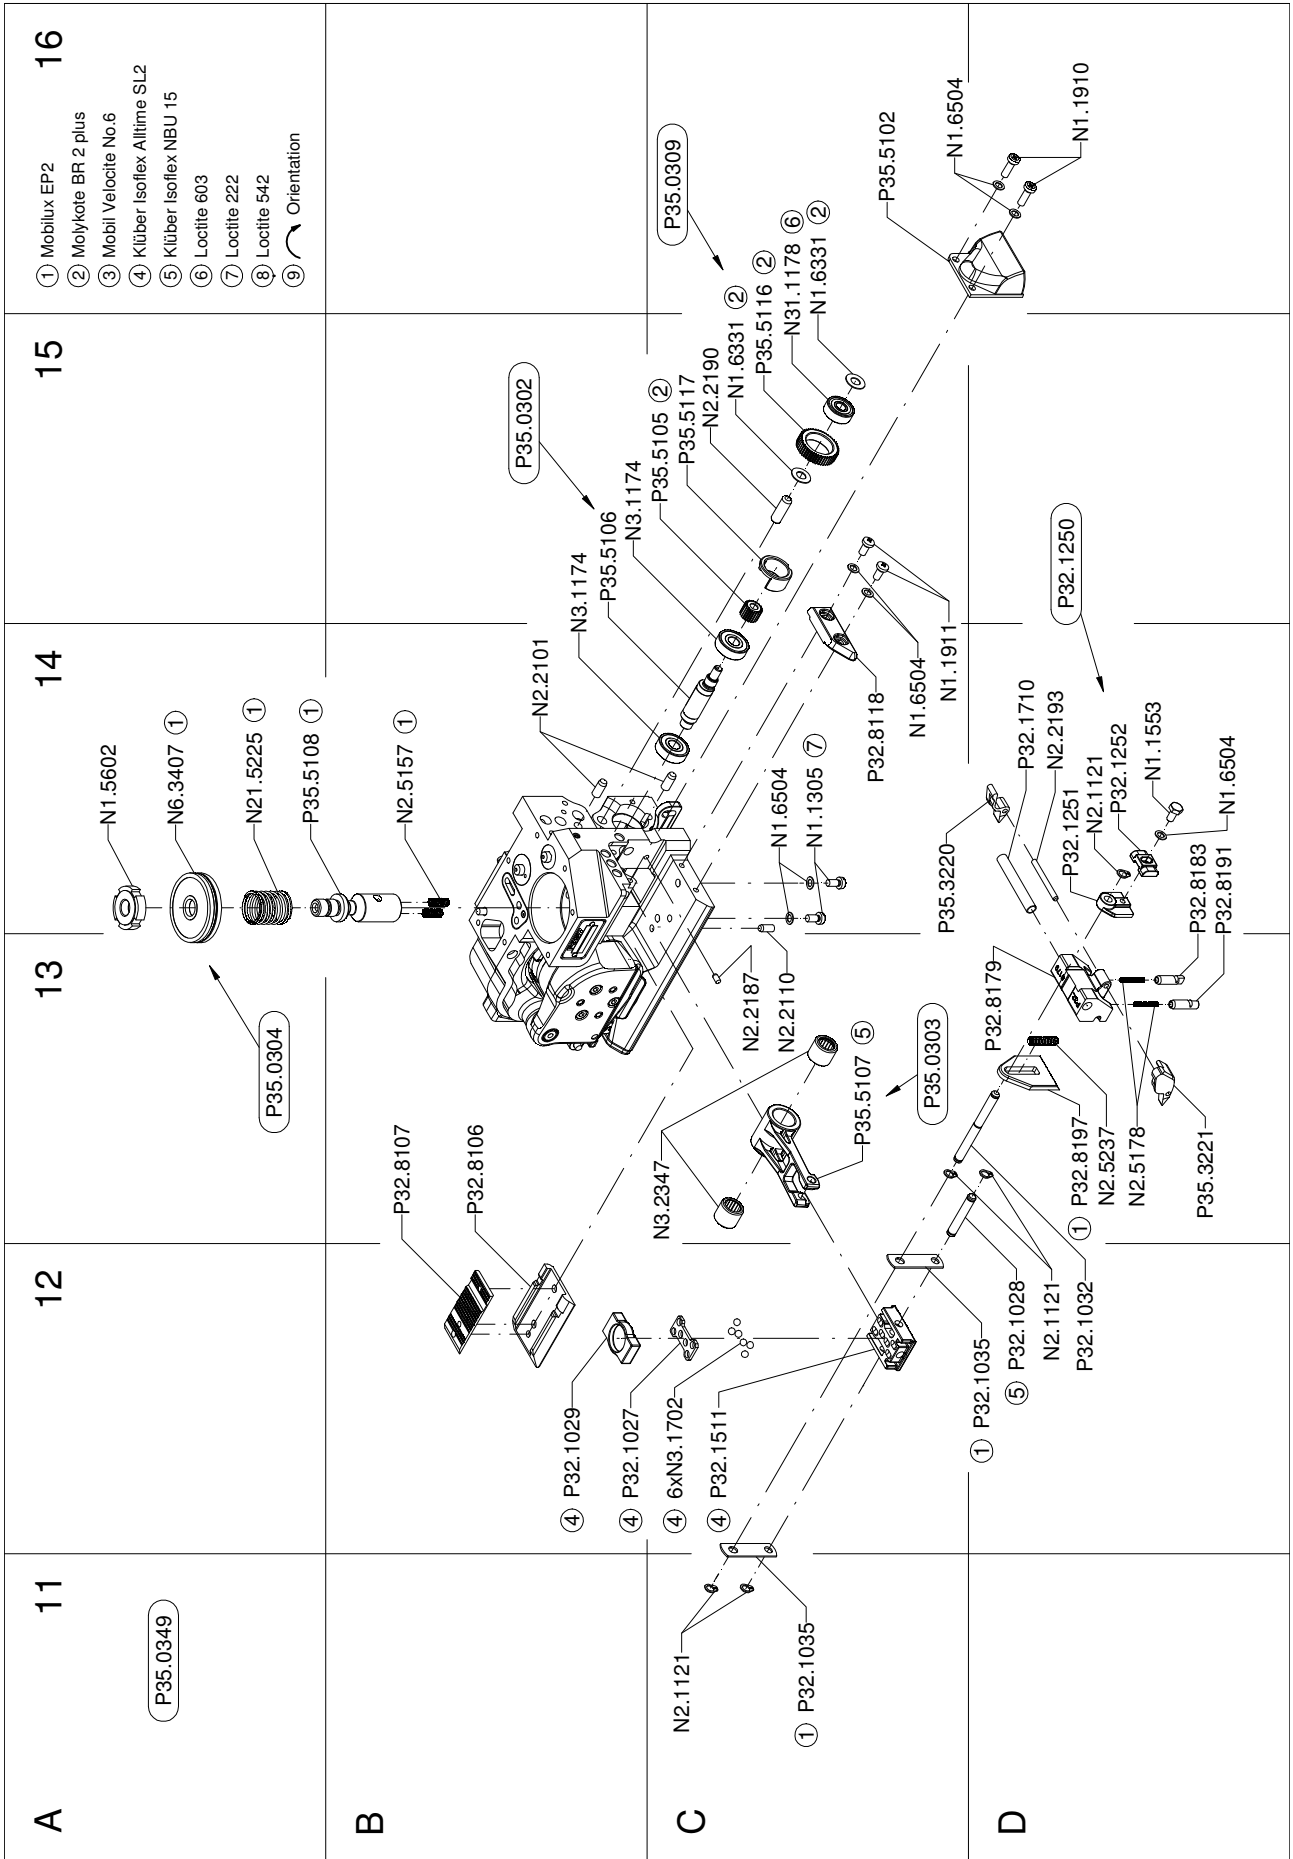 11
12
13
14
15
16
A
B
C
D
① Mobilux EP2
② Molykote BR 2 plus
③ Mobil Velocite No.6
④ Klüber Isoflex Alltime SL2
⑤ Klüber Isoflex NBU 15
⑥ Loctite 603
⑦ Loctite 222
⑧ Loctite 542
⑨ Orientation
P35.0349
P35.0304
N1.5602
N6.3407 ①
N21.5225 ①
P35.5108 ①
N2.5157 ①
P32.8107
P32.8106
N2.2101
N3.1174
P35.5106
N3.1174
P35.0302
P35.5105 ②
P35.5117
N2.2190
N1.6331 ②
P35.5116 ②
N31.1178 ⑥
N1.6331 ②
P35.0309
④ P32.1029
④ P32.1027
④ 6xN3.1702
④ P32.1511
N3.2347
N2.2187
N2.2110
N1.6504
N1.1305 ⑦
P32.8118
N1.6504
N1.1911
P35.5102
N1.6504
N1.1910
P35.5107 ⑤
P35.0303
N2.1121
① P32.1035
① P32.1035
⑤ P32.1028
N2.1121
P32.1032
① P32.8197
N2.5237
N2.5178
P35.3221
P32.8179
P35.3220
P32.1710
N2.2193
P32.1251
N2.1121
P32.1252
N1.1553
N1.6504
P32.8183
P32.8191
P32.1250